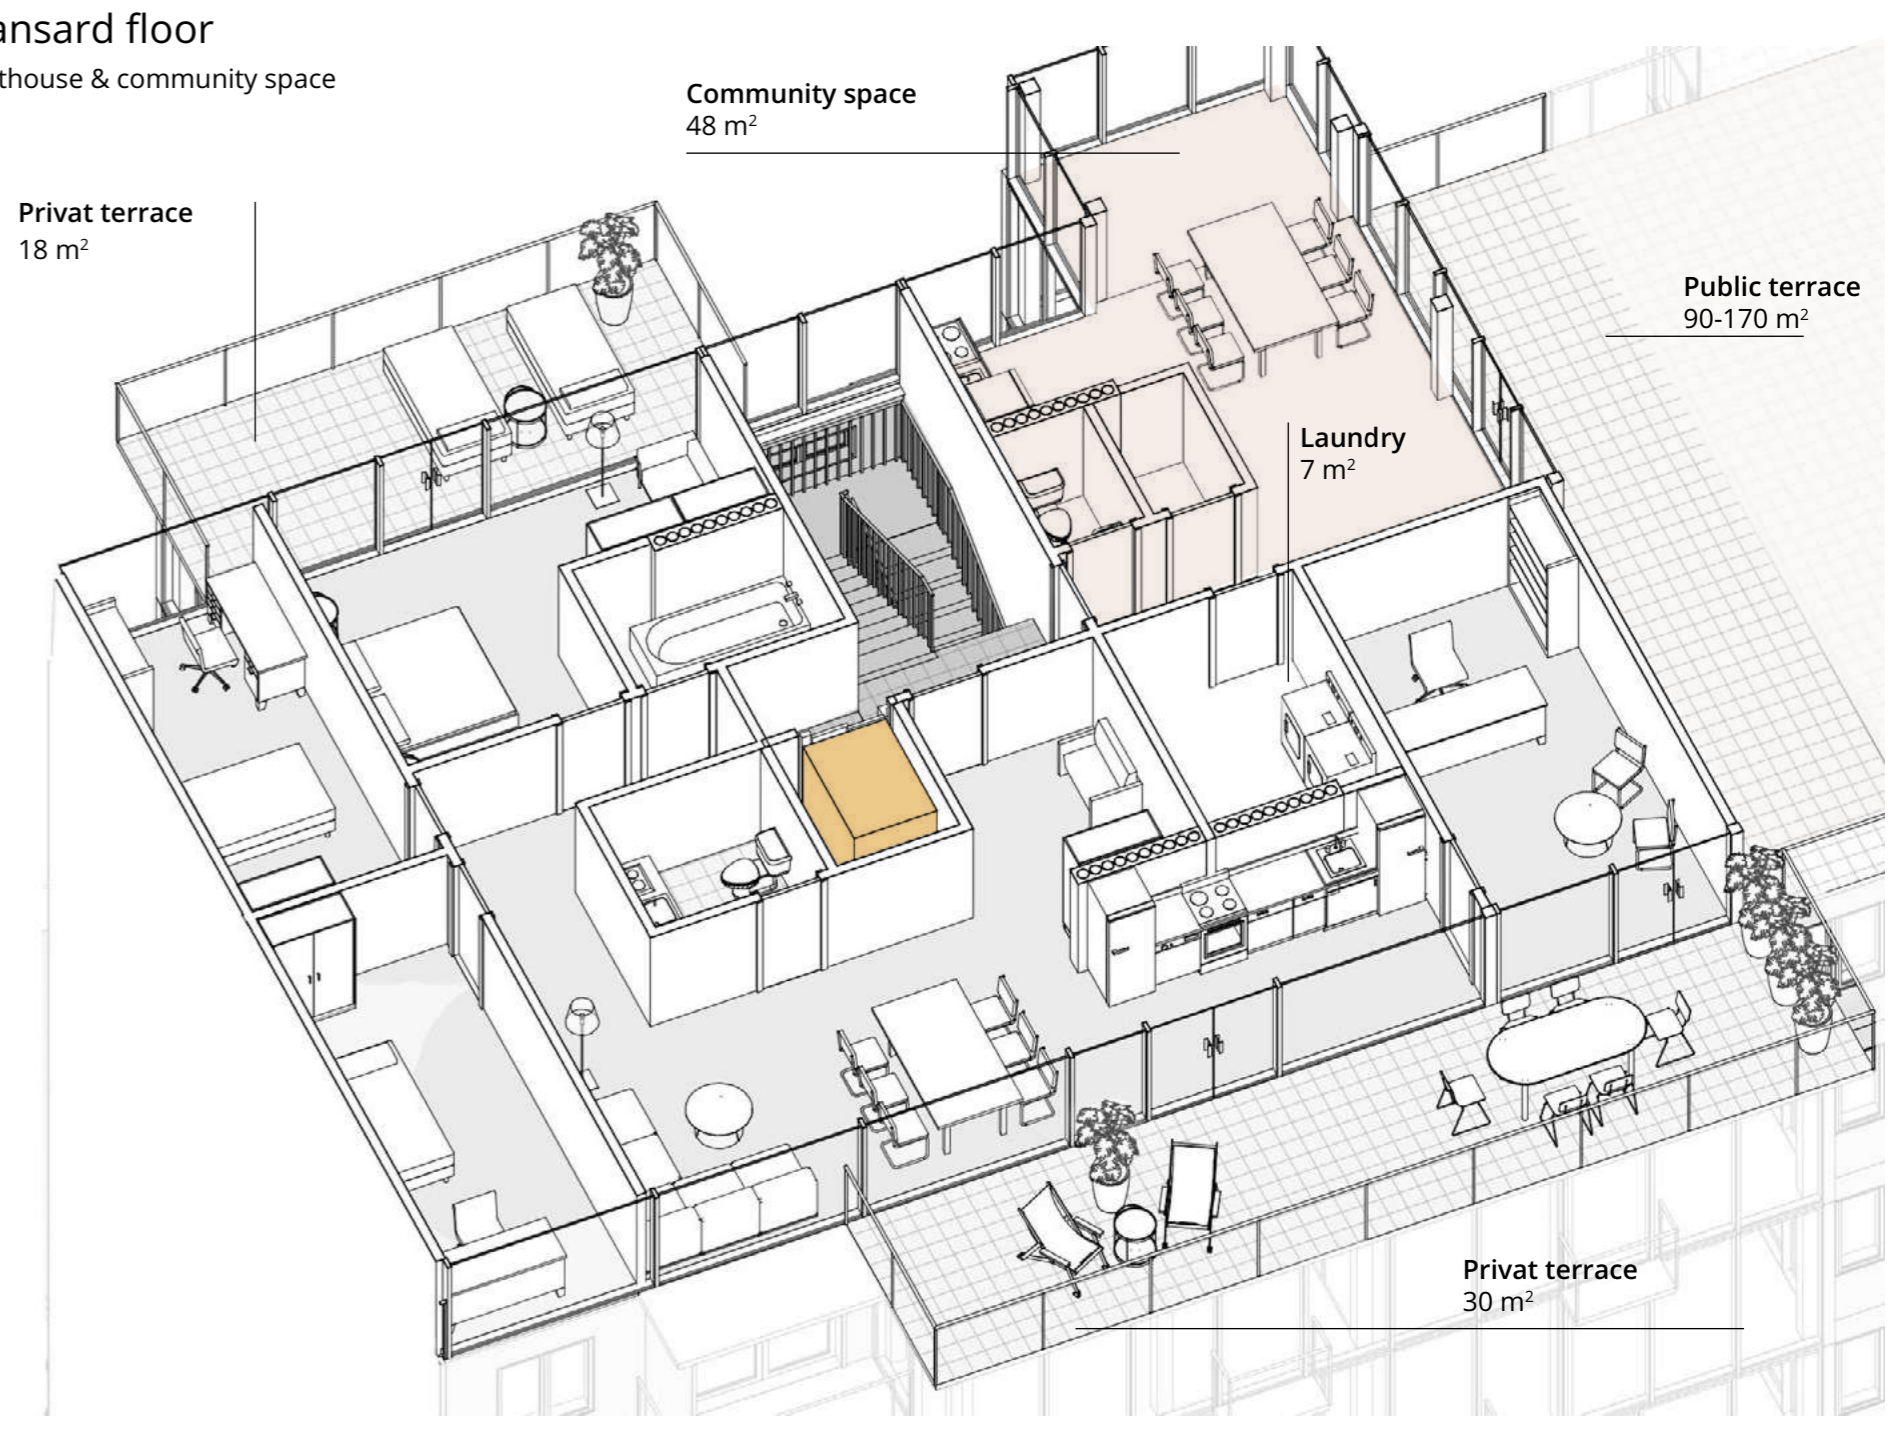 ansard floor
thouse & community space
Community space
48 m²
Privat terrace
18 m²
Public terrace
90-170 m²
Laundry
7 m²
Privat terrace
30 m²